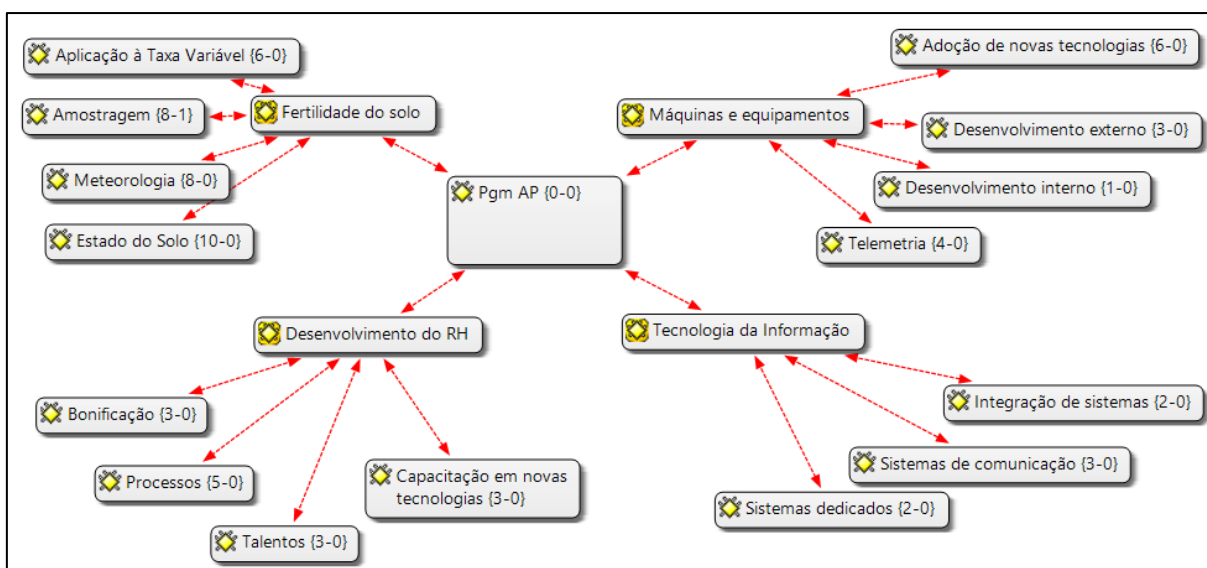 Aplicação à Taxa Variável {6-0}
Amostragem {8-1}
Fertilidade do solo
Meteorologia {8-0}
Estado do Solo {10-0}
Adoção de novas tecnologias {6-0}
Máquinas e equipamentos
Desenvolvimento externo {3-0}
Desenvolvimento interno {1-0}
Telemetria {4-0}
Pgm AP {0-0}
Desenvolvimento do RH
Bonificação {3-0}
Processos {5-0}
Capacitação em novas
tecnologias {3-0}
Talentos {3-0}
Tecnologia da Informação
Integração de sistemas {2-0}
Sistemas de comunicação {3-0}
Sistemas dedicados {2-0}